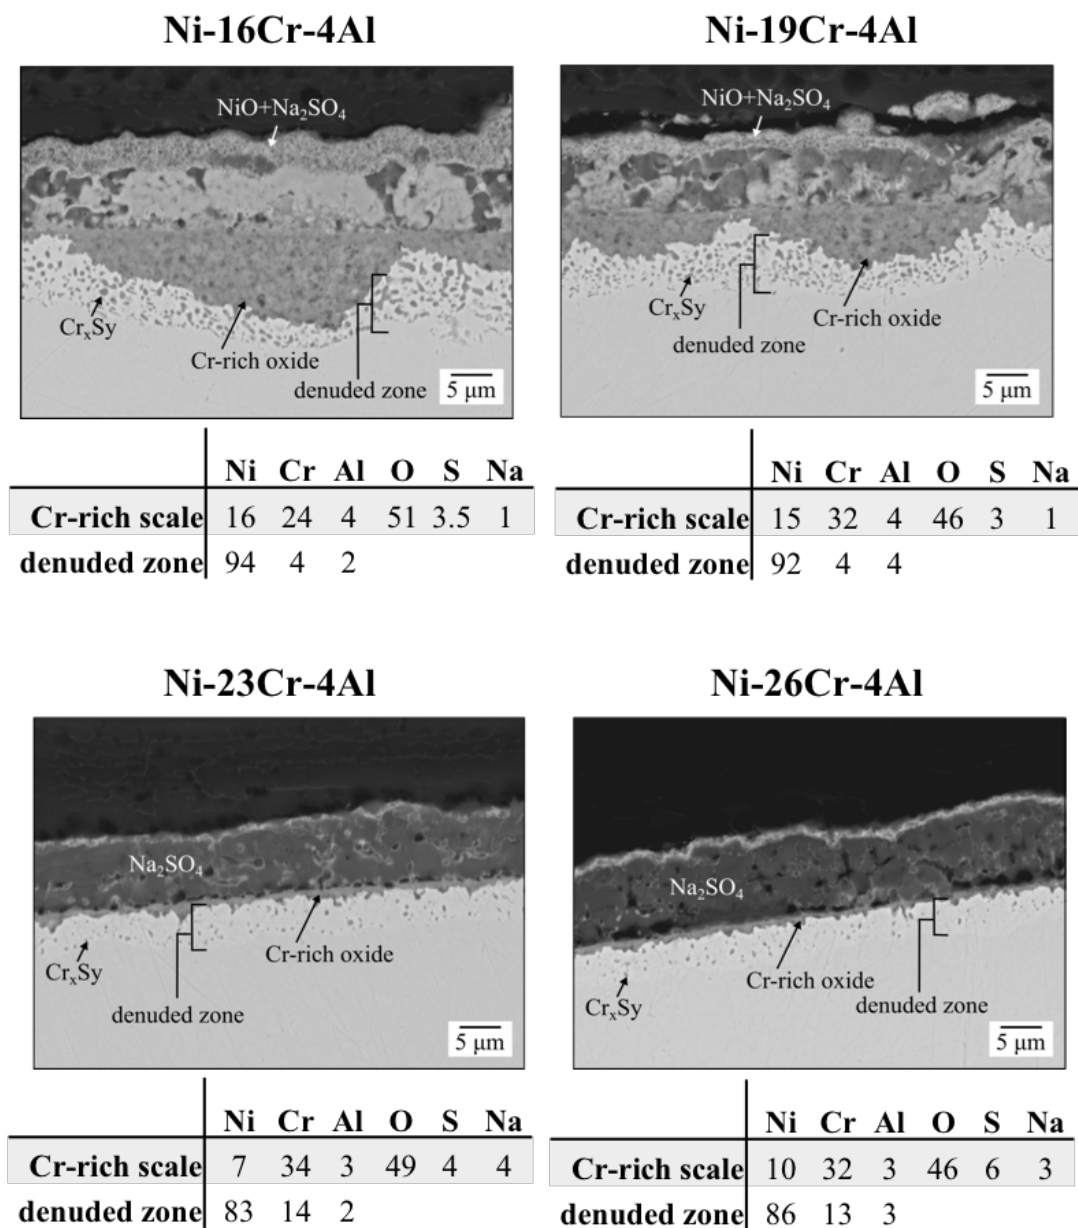 Ni-16Cr-4Al
NiO+Na₂SO₄
CrₓSy
Cr-rich oxide
denuded zone
5 μm
Ni Cr Al O S Na
Cr-rich scale 16 24 4 51 3.5 1
denuded zone 94 4 2
Ni-19Cr-4Al
NiO+Na₂SO₄
CrₓSy
Cr-rich oxide
denuded zone
5 μm
Ni Cr Al O S Na
Cr-rich scale 15 32 4 46 3 1
denuded zone 92 4 4
Ni-23Cr-4Al
Na₂SO₄
Cr-rich oxide
CrₓSy
denuded zone
5 μm
Ni Cr Al O S Na
Cr-rich scale 7 34 3 49 4 4
denuded zone 83 14 2
Ni-26Cr-4Al
Na₂SO₄
Cr-rich oxide
CrₓSy
denuded zone
5 μm
Ni Cr Al O S Na
Cr-rich scale 10 32 3 46 6 3
denuded zone 86 13 3